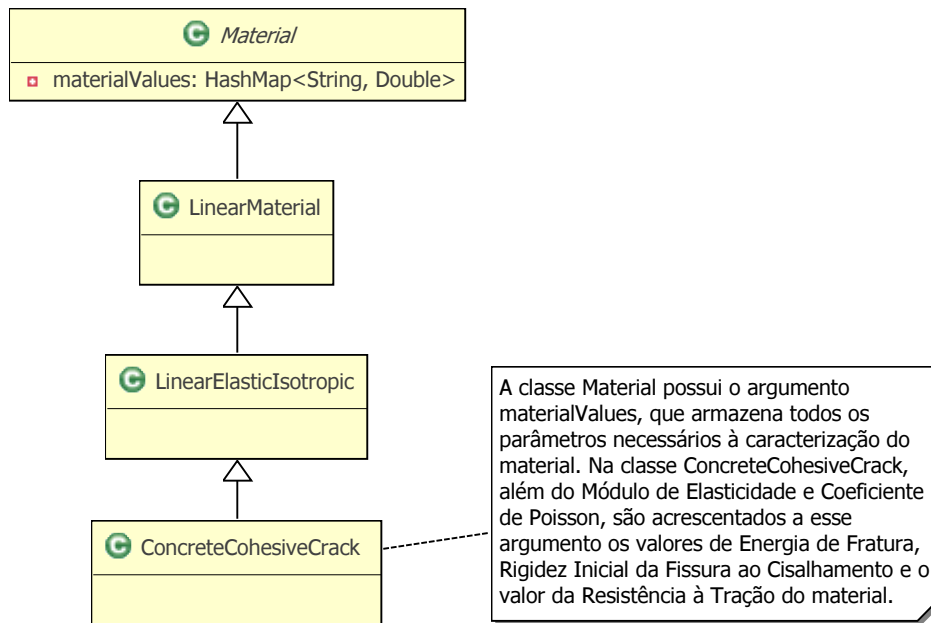 C Material
materialValues: HashMap<String, Double>
C LinearMaterial
C LinearElasticIsotropic
C ConcreteCohesiveCrack
A classe Material possui o argumento
materialValues, que armazena todos os
parâmetros necessários à caracterização do
material. Na classe ConcreteCohesiveCrack,
além do Módulo de Elasticidade e Coeficiente
de Poisson, são acrescentados a esse
argumento os valores de Energia de Fratura,
Rigidez Inicial da Fissura ao Cisalhamento e o
valor da Resistência à Tração do material.